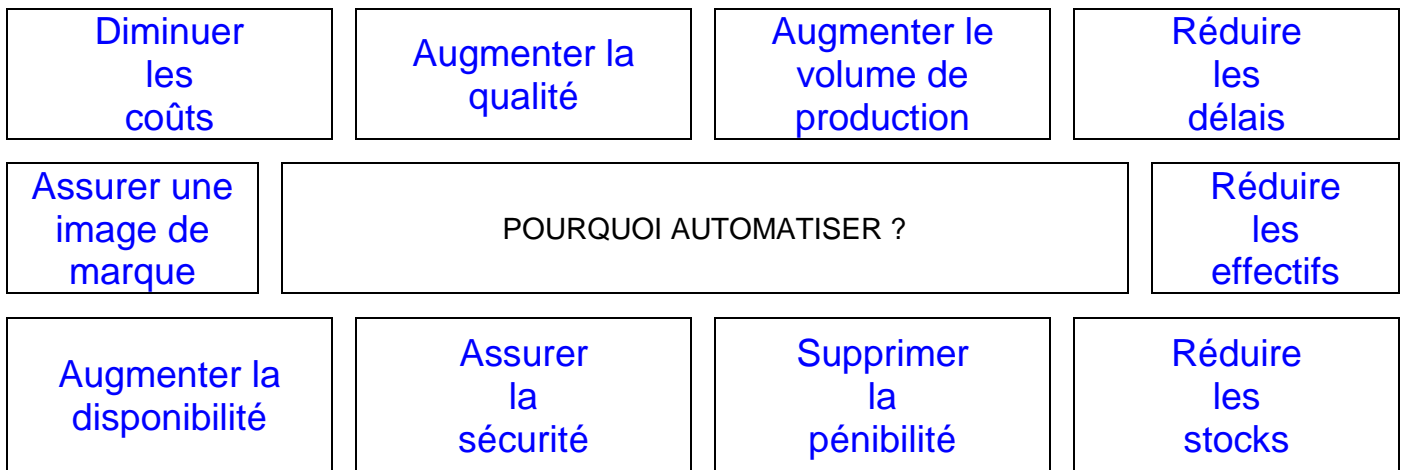 Diminuer
les
coûts
Augmenter la
qualité
Augmenter le
volume de
production
Réduire
les
délais
Assurer une
image de
marque
POURQUOI AUTOMATISER ?
Réduire
les
effectifs
Augmenter la
disponibilité
Assurer
la
sécurité
Supprimer
la
pénibilité
Réduire
les
stocks